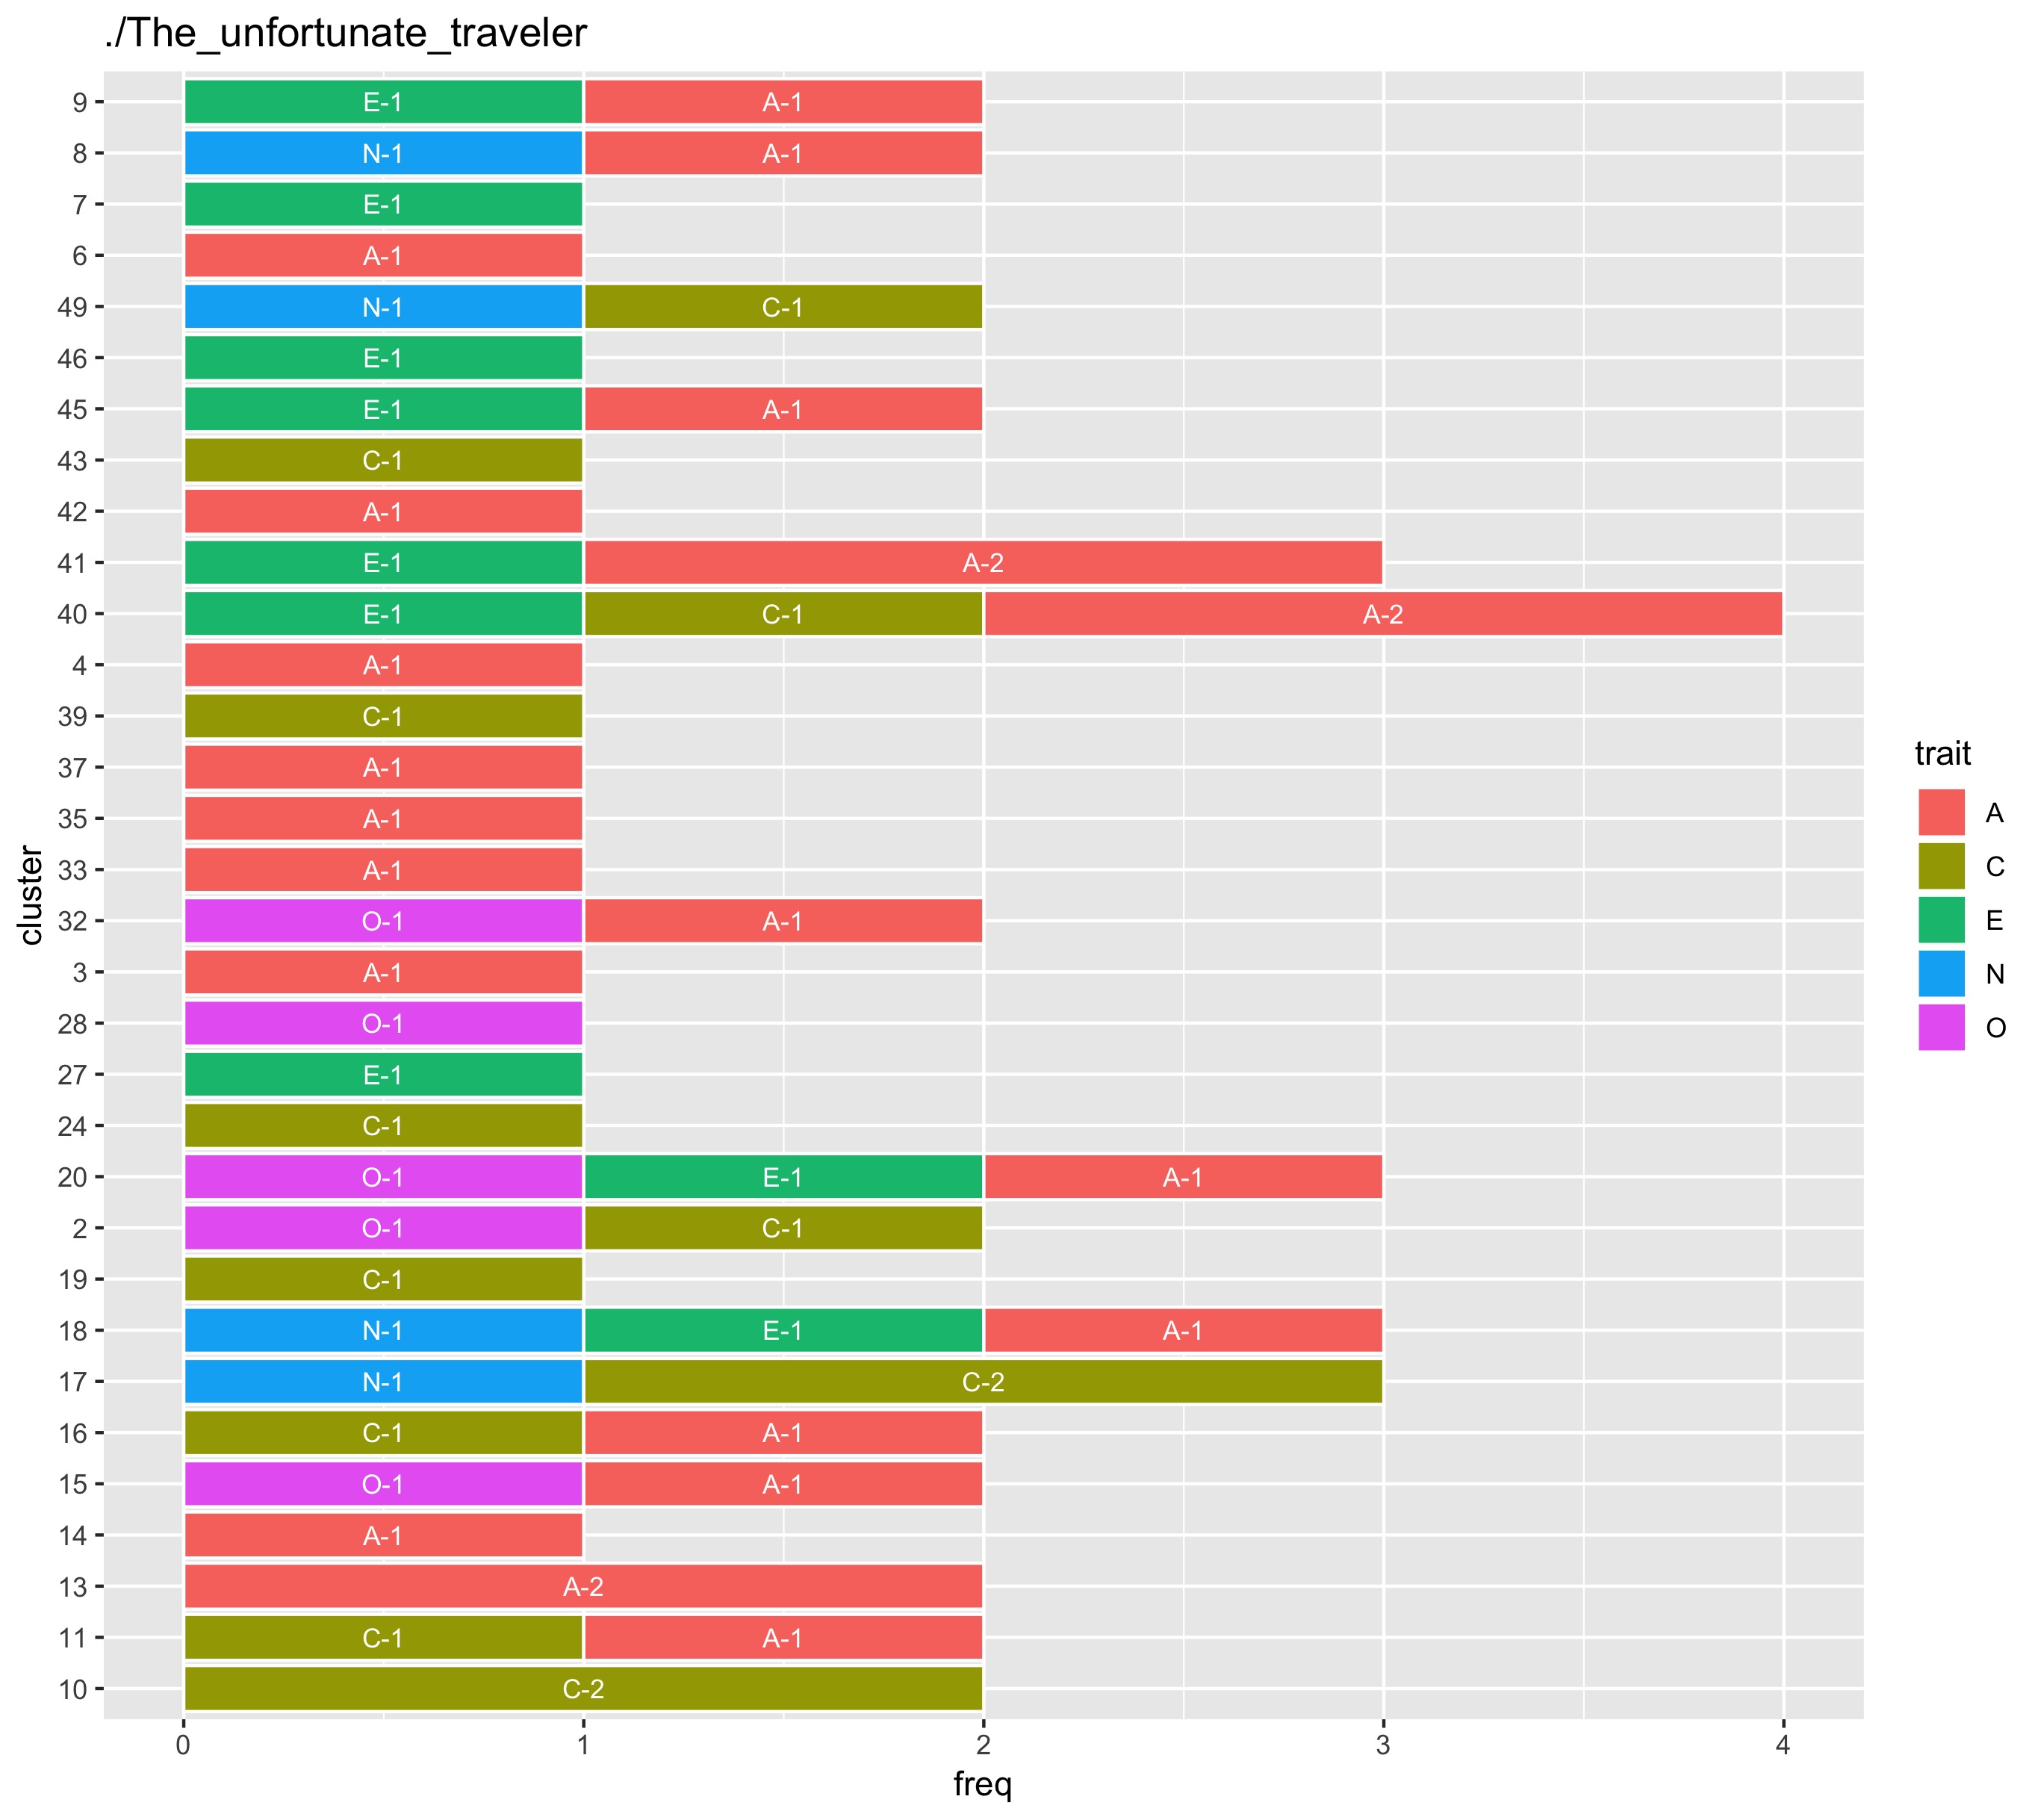 ./The_unfortunate_traveler
9 E-1 A-1
8 N-1 A-1
7 E-1
6 A-1
49 N-1 C-1
46 E-1
45 E-1 A-1
43 C-1
42 A-1
41 E-1 A-2
40 E-1 C-1 A-2
4 A-1
39 C-1
37 A-1
35 A-1
33 A-1
32 O-1 A-1
3 A-1
28 O-1
27 E-1
24 C-1
20 O-1 E-1 A-1
2 O-1 C-1
19 C-1
18 N-1 E-1 A-1
17 N-1 C-2
16 C-1 A-1
15 O-1 A-1
14 A-1
13 A-2
11 C-1 A-1
10 C-2
0 1 2 3 4
freq
cluster
trait
A
C
E
N
O